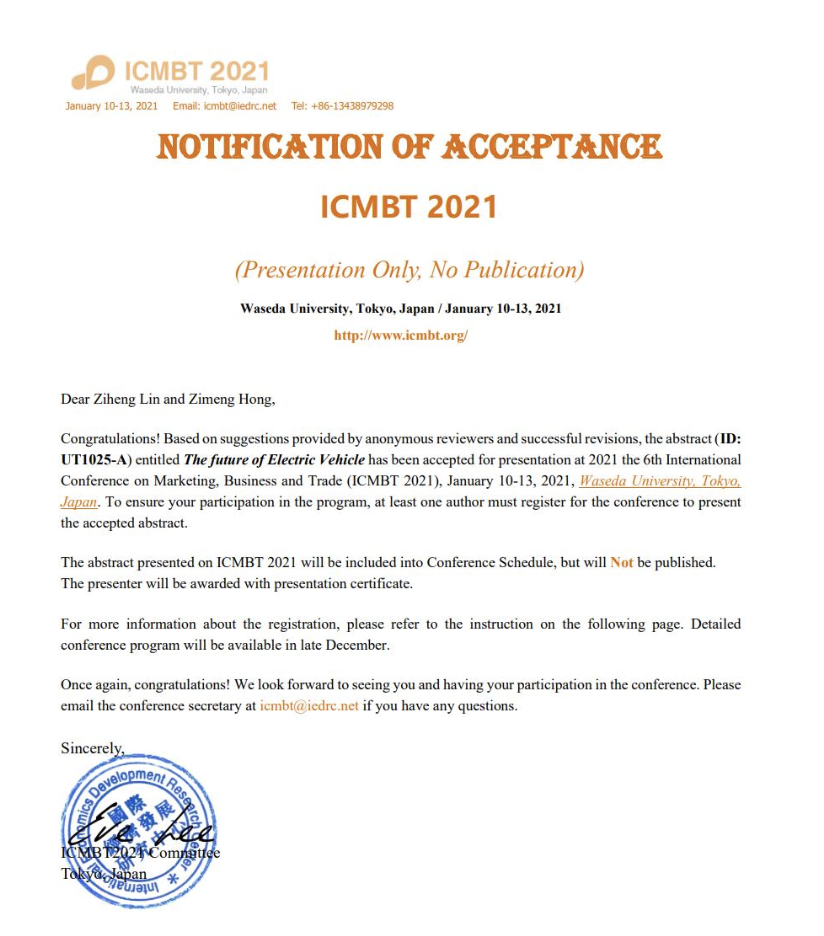 ICMBT 2021
Waseda University, Tokyo, Japan
January 10-13, 2021 Email: icmbt@iedrc.net Tel: +86-13438979298
NOTIFICATION OF ACCEPTANCE
ICMBT 2021
(Presentation Only, No Publication)
Waseda University, Tokyo, Japan / January 10-13, 2021
http://www.icmbt.org/
Dear Ziheng Lin and Zimeng Hong,
Congratulations! Based on suggestions provided by anonymous reviewers and successful revisions, the abstract (ID:
UT1025-A) entitled The future of Electric Vehicle has been accepted for presentation at 2021 the 6th International
Conference on Marketing, Business and Trade (ICMBT 2021), January 10-13, 2021, Waseda University, Tokyo,
Japan. To ensure your participation in the program, at least one author must register for the conference to present
the accepted abstract.
The abstract presented on ICMBT 2021 will be included into Conference Schedule, but will Not be published.
The presenter will be awarded with presentation certificate.
For more information about the registration, please refer to the instruction on the following page. Detailed
conference program will be available in late December.
Once again, congratulations! We look forward to seeing you and having your participation in the conference. Please
email the conference secretary at icmbt@iedrc.net if you have any questions.
Sincerely,
International Economics Development Research Center
國際
經濟發展
研究中心
Eve Lee
ICMBT2021 Committee
Tokyo, Japan